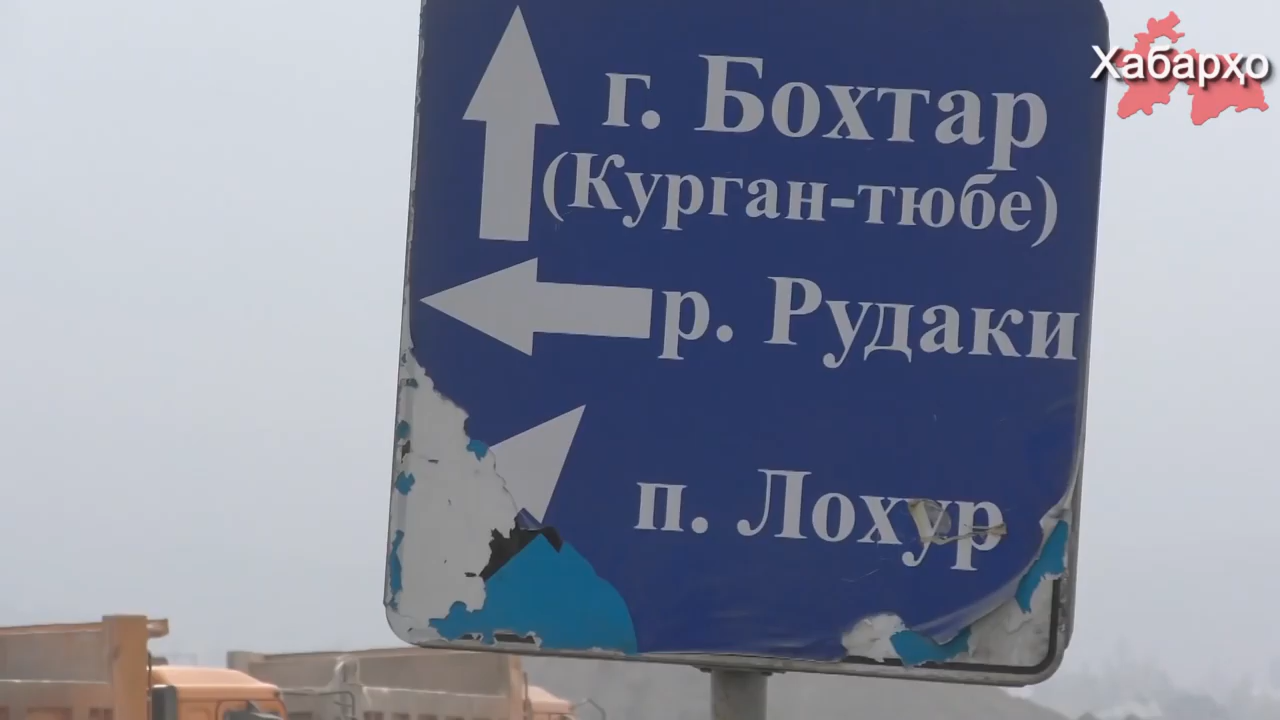 Хабарҳо
г. Бохтар
(Курган-тюбе)
р. Рудаки
п. Лохур